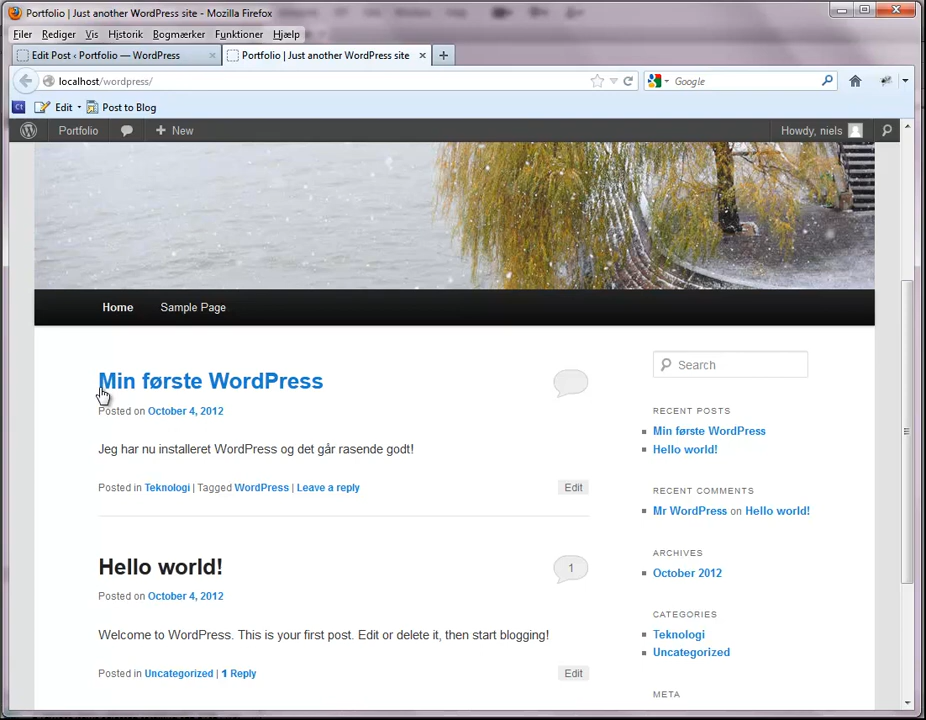 Portfolio | Just another WordPress site - Mozilla Firefox
Filer Rediger Vis Historik Bogmærker Funktioner Hjælp
Edit Post ‹ Portfolio — WordPress
Portfolio | Just another WordPress site
localhost/wordpress/
Google
Edit
Post to Blog
Portfolio
New
Howdy, niels
Home
Sample Page
Min første WordPress
Posted on October 4, 2012
Jeg har nu installeret WordPress og det går rasende godt!
Posted in Teknologi | Tagged WordPress | Leave a reply
Edit
Hello world!
1
Posted on October 4, 2012
Welcome to WordPress. This is your first post. Edit or delete it, then start blogging!
Posted in Uncategorized | 1 Reply
Edit
Search
RECENT POSTS
Min første WordPress
Hello world!
RECENT COMMENTS
Mr WordPress on Hello world!
ARCHIVES
October 2012
CATEGORIES
Teknologi
Uncategorized
META